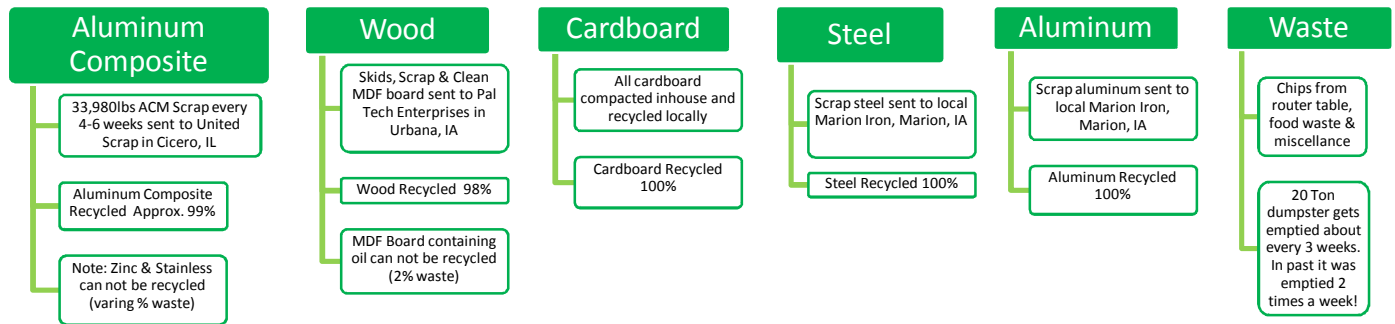 Aluminum
Composite
33,980lbs ACM Scrap every
4-6 weeks sent to United
Scrap in Cicero, IL
Aluminum Composite
Recycled Approx. 99%
Note: Zinc & Stainless
can not be recycled
(varing % waste)
Wood
Skids, Scrap & Clean
MDF board sent to Pal
Tech Enterprises in
Urbana, IA
Wood Recycled 98%
MDF Board containing
oil can not be recycled
(2% waste)
Cardboard
All cardboard
compacted inhouse and
recycled locally
Cardboard Recycled
100%
Steel
Scrap steel sent to local
Marion Iron, Marion, IA
Steel Recycled 100%
Aluminum
Scrap aluminum sent to
local Marion Iron,
Marion, IA
Aluminum Recycled
100%
Waste
Chips from
router table,
food waste &
miscellance
20 Ton
dumpster gets
emptied about
every 3 weeks.
In past it was
emptied 2
times a week!